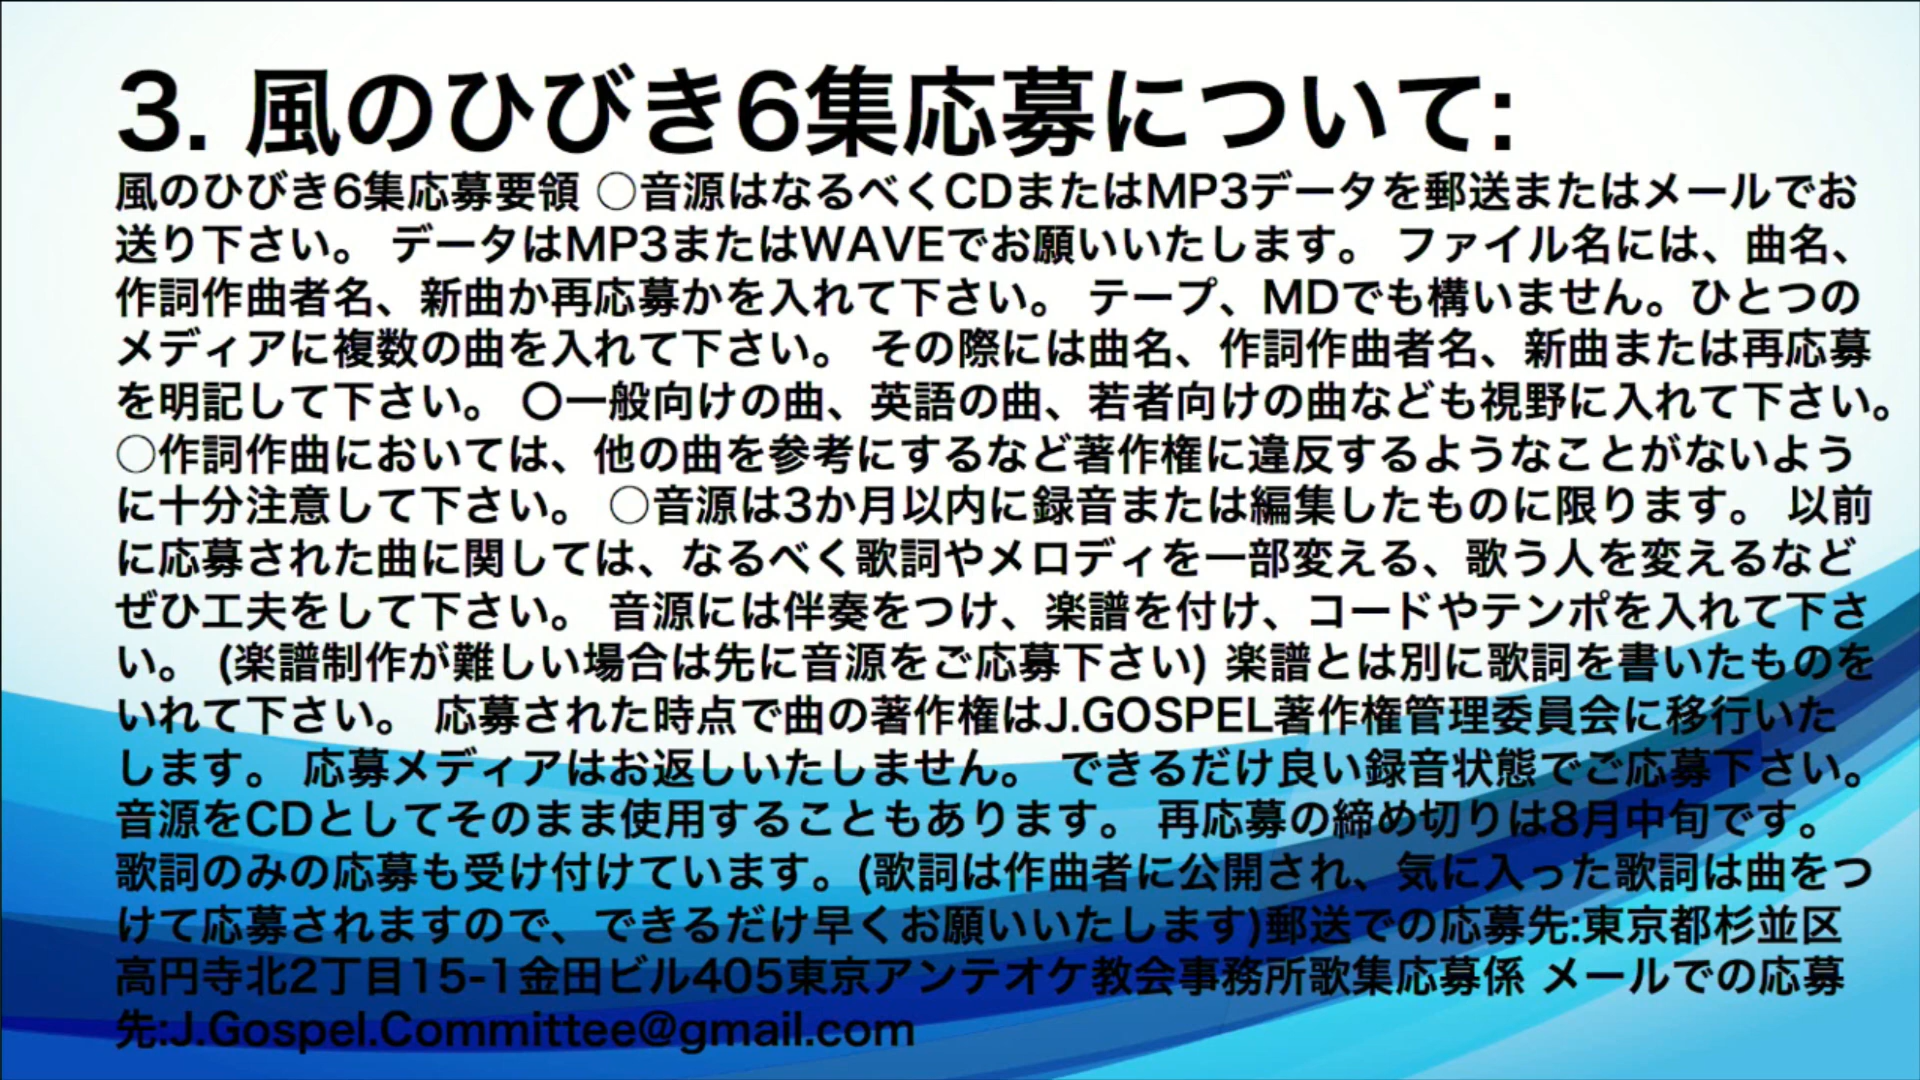 3. 風のひびき6集応募について:
風のひびき6集応募要領 ○音源はなるべくCDまたはMP3データを郵送またはメールでお
送り下さい。 データはMP3またはWAVEでお願いいたします。 ファイル名には、曲名、
作詞作曲者名、新曲か再応募かを入れて下さい。 テープ、MDでも構いません。ひとつの
メディアに複数の曲を入れて下さい。 その際には曲名、作詞作曲者名、新曲または再応募
を明記して下さい。 〇一般向けの曲、英語の曲、若者向けの曲なども視野に入れて下さい。
○作詞作曲においては、他の曲を参考にするなど著作権に違反するようなことがないよう
に十分注意して下さい。 ○音源は3か月以内に録音または編集したものに限ります。 以前
に応募された曲に関しては、なるべく歌詞やメロディを一部変える、歌う人を変えるなど
ぜひ工夫をして下さい。 音源には伴奏をつけ、楽譜を付け、コードやテンポを入れて下さ
い。 (楽譜制作が難しい場合は先に音源をご応募下さい) 楽譜とは別に歌詞を書いたものを
いれて下さい。 応募された時点で曲の著作権はJ.GOSPEL著作権管理委員会に移行いた
します。 応募メディアはお返しいたしません。 できるだけ良い録音状態でご応募下さい。
音源をCDとしてそのまま使用することもあります。 再応募の締め切りは8月中旬です。
歌詞のみの応募も受け付けています。(歌詞は作曲者に公開され、気に入った歌詞は曲をつ
けて応募されますので、できるだけ早くお願いいたします)郵送での応募先:東京都杉並区
高円寺北2丁目15-1金田ビル405東京アンテオケ教会事務所歌集応募係 メールでの応募
先:J.Gospel.Committee@gmail.com